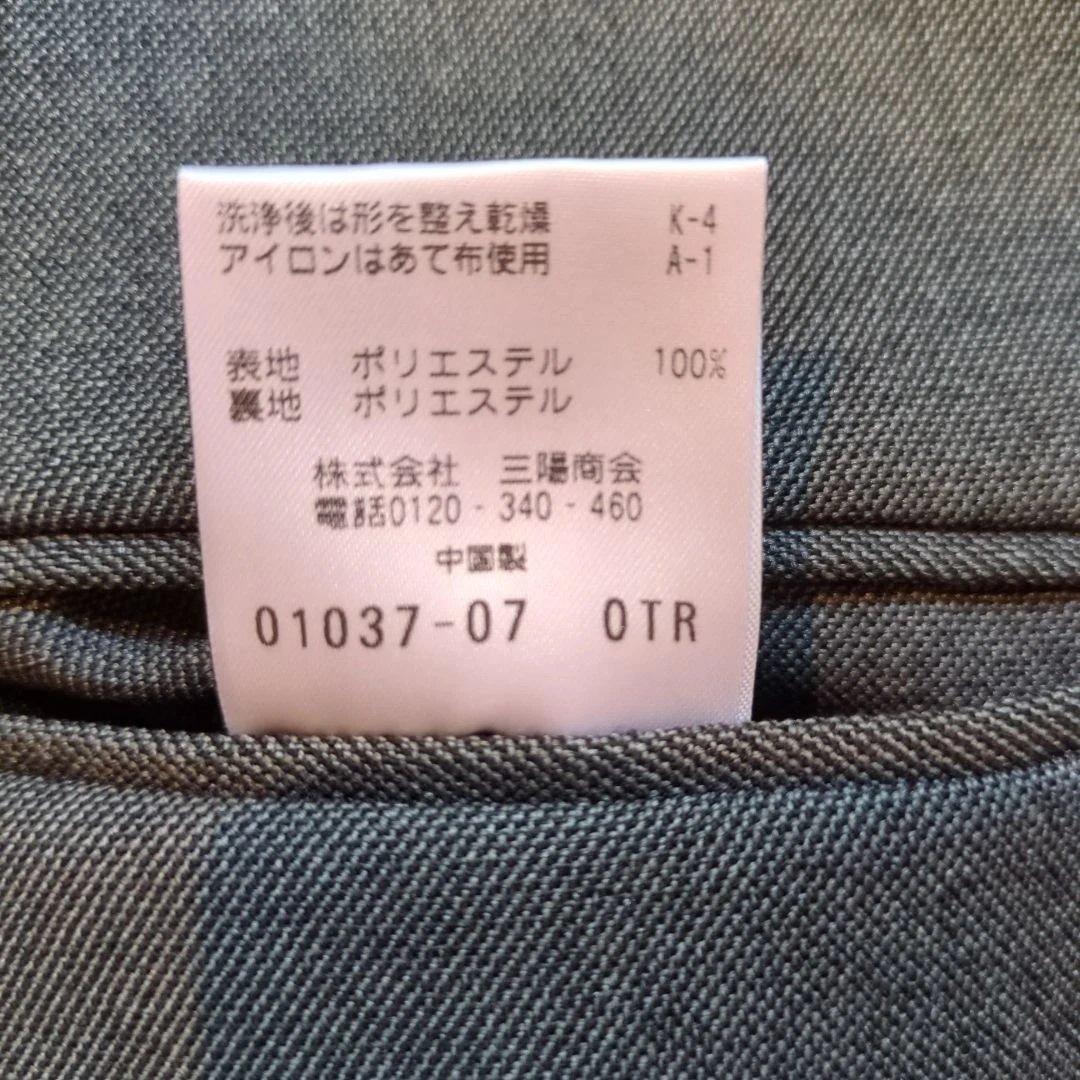 洗浄後は形を整え乾燥 K-4
アイロンはあて布使用 A-1
表地 ポリエステル 100%
裏地 ポリエステル
株式会社 三陽商会
電話0120-340-460
中国製
01037-07 0TR